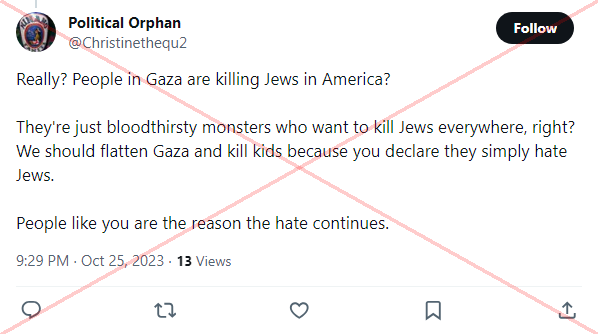 Political Orphan
@Christinethequ2
Follow
Really? People in Gaza are killing Jews in America?
They're just bloodthirsty monsters who want to kill Jews everywhere, right?
We should flatten Gaza and kill kids because you declare they simply hate
Jews.
People like you are the reason the hate continues.
9:29 PM · Oct 25, 2023 · 13 Views